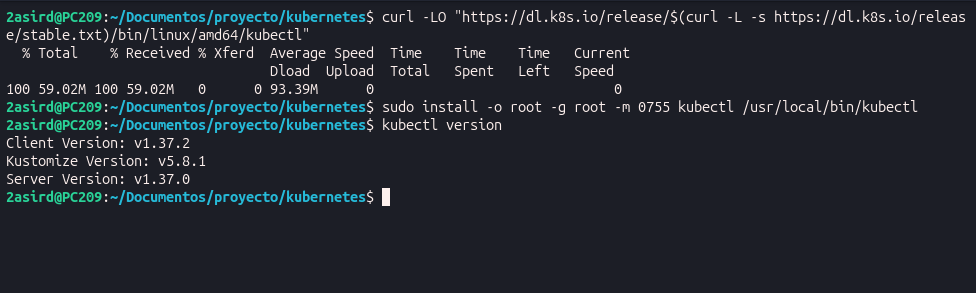 2asird@PC209:~/Documentos/proyecto/kubernetes$ curl -LO "https://dl.k8s.io/release/$(curl -L -s https://dl.k8s.io/releas
e/stable.txt)/bin/linux/amd64/kubectl"
  % Total    % Received % Xferd  Average Speed  Time    Time    Time   Current
                                 Dload  Upload  Total   Spent   Left   Speed
100 59.02M 100 59.02M   0      0 93.39M      0                              0
2asird@PC209:~/Documentos/proyecto/kubernetes$ sudo install -o root -g root -m 0755 kubectl /usr/local/bin/kubectl
2asird@PC209:~/Documentos/proyecto/kubernetes$ kubectl version
Client Version: v1.37.2
Kustomize Version: v5.8.1
Server Version: v1.37.0
2asird@PC209:~/Documentos/proyecto/kubernetes$